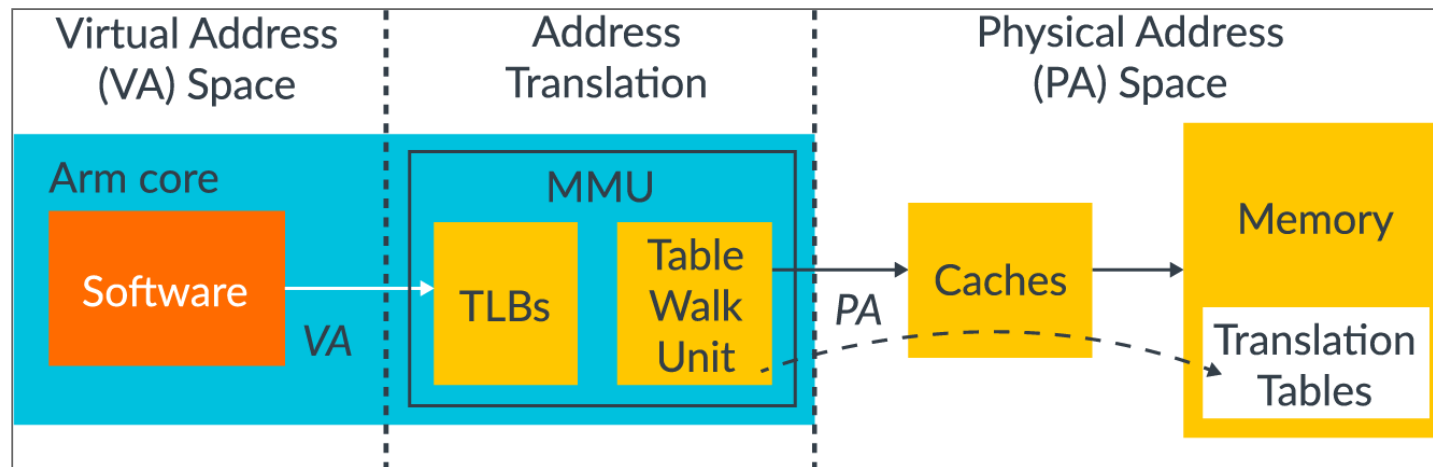 Virtual Address
(VA) Space
Address
Translation
Physical Address
(PA) Space
Arm core
Software
VA
MMU
TLBs
Table
Walk
Unit
PA
Caches
Memory
Translation
Tables